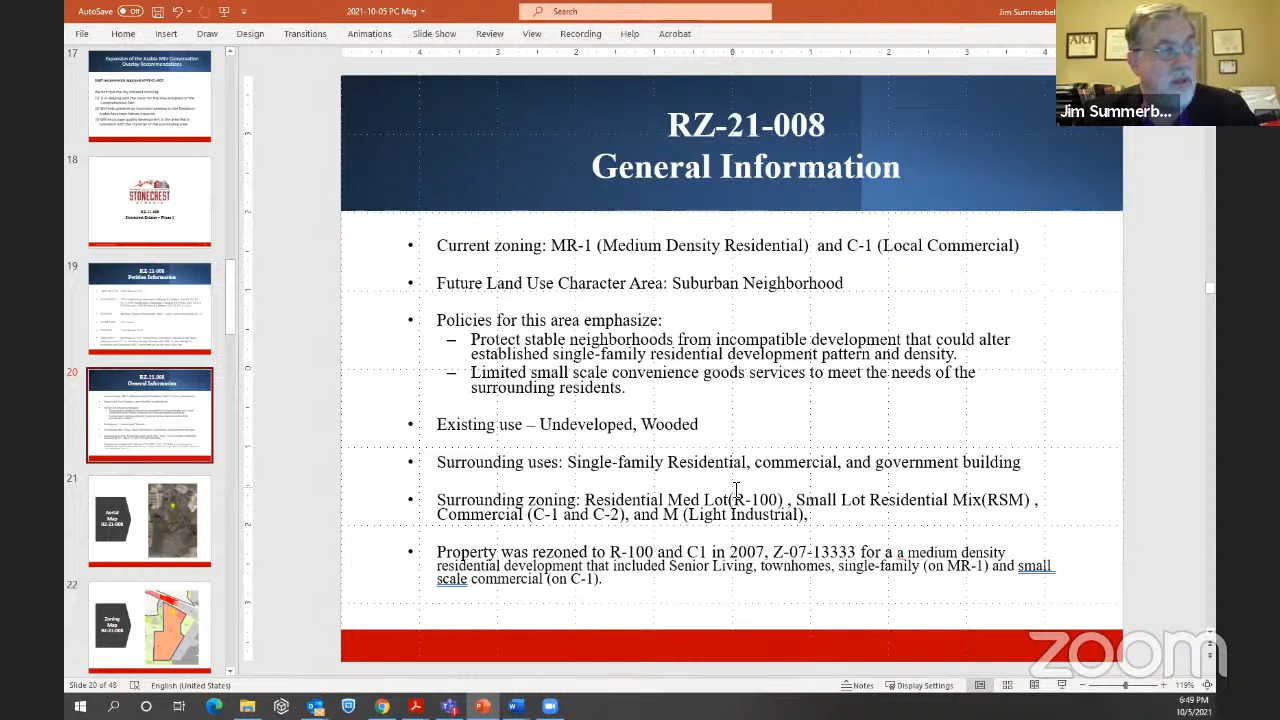 AutoSave Off
2021-10-05 PC Mtg
Search
Jim Summerbel
File Home Insert Draw Design Transitions Animations Slide Show Review View Recording Help Acrobat
Jim Summerb...
17
Expansion of the Arabia Mtn Conservation
Overlay Recommendations
18
STONECREST
GEORGIA
RZ-21-008
19
RZ-21-008
Petition Information
20
RZ-21-008
General Information
21
Aerial
Map
RZ-21-008
22
Zoning
Map
RZ-21-008
RZ-21-008
General Information
• Current zoning: MR-1 (Medium Density Residential) and C-1 (Local Commercial)
• Future Land Use/Character Area: Suburban Neighborhood
• Policies for this area emphasize:
– Protect stable neighborhoods from incompatible development that could alter
established single-family residential development pattern and density.
– Limited small scale convenience goods services to meet the needs of the
surrounding residents.
• Existing use – Undeveloped, Wooded
• Surrounding uses: Single-family Residential, commercial, and government building
• Surrounding zoning: Residential Med Lot(R-100) , Small Lot Residential Mix(RSM) ,
Commercial (C-1 and C-2), and M (Light Industrial),
• Property was rezoned to R-100 and C1 in 2007, Z-07-13333 for a a medium density
residential development that included Senior Living, townhomes, single-family (on MR-1) and small
scale commercial (on C-1).
zoom
Slide 20 of 48 English (United States) Notes Display Settings 119%
6:49 PM
10/5/2021